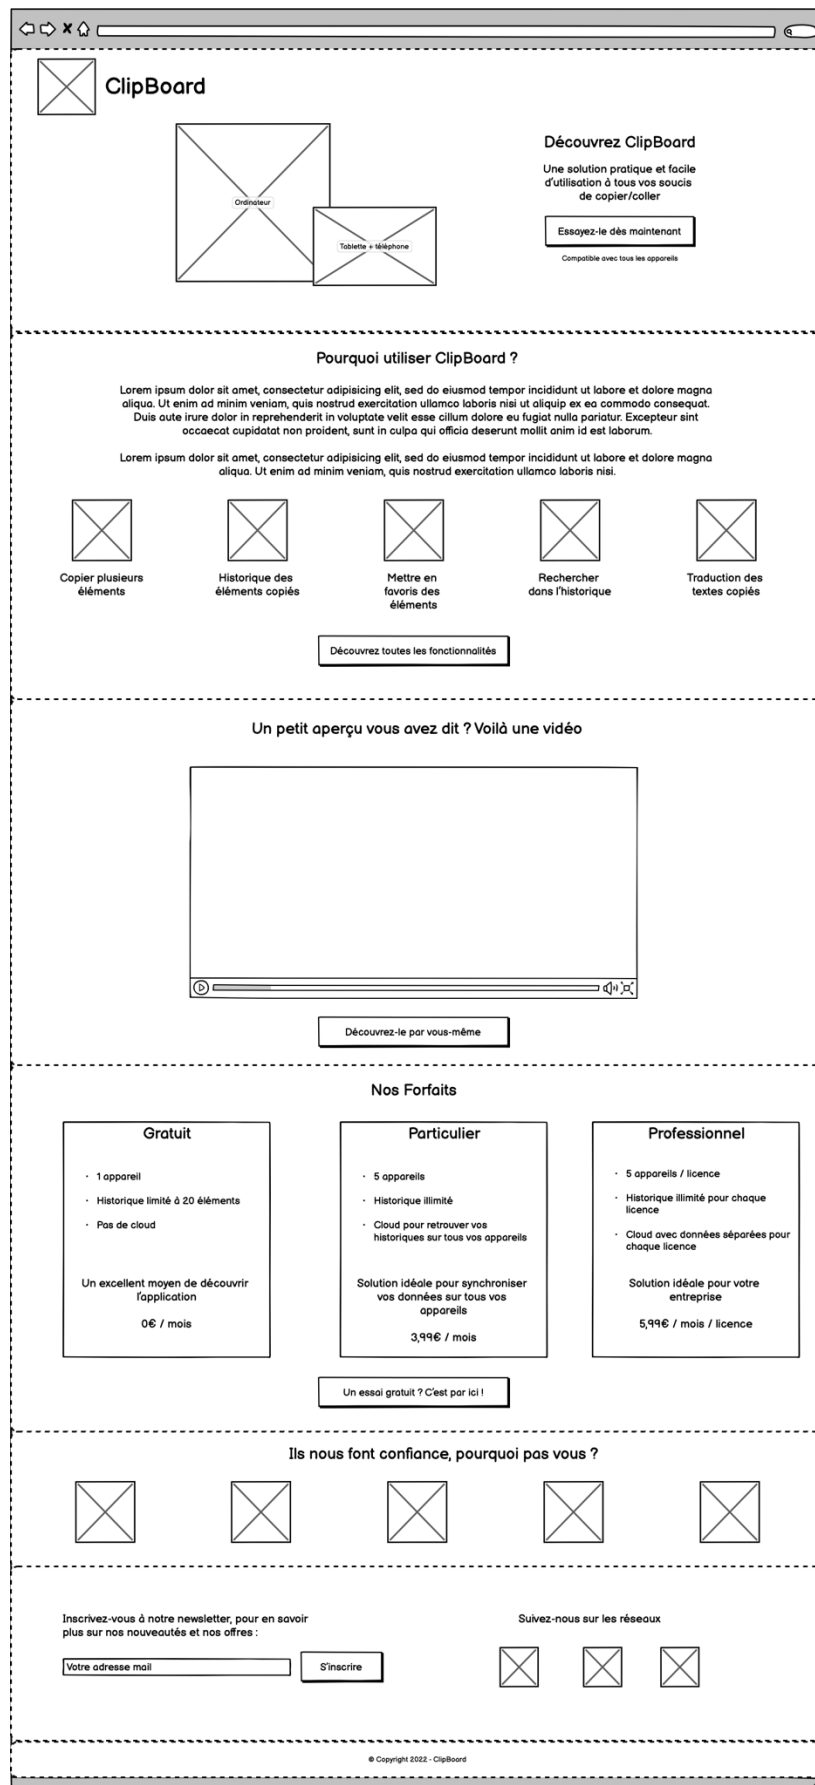 ClipBoard
Ordinateur
Tablette + téléphone
Découvrez ClipBoard
Une solution pratique et facile
d'utilisation à tous vos soucis
de copier/coller
Essayez-le dès maintenant
Compatible avec tous les appareils
Pourquoi utiliser ClipBoard ?
Lorem ipsum dolor sit amet, consectetur adipisicing elit, sed do eiusmod tempor incididunt ut labore et dolore magna
aliqua. Ut enim ad minim veniam, quis nostrud exercitation ullamco laboris nisi ut aliquip ex ea commodo consequat.
Duis aute irure dolor in reprehenderit in voluptate velit esse cillum dolore eu fugiat nulla pariatur. Excepteur sint
occaecat cupidatat non proident, sunt in culpa qui officia deserunt mollit anim id est laborum.
Lorem ipsum dolor sit amet, consectetur adipisicing elit, sed do eiusmod tempor incididunt ut labore et dolore magna
aliqua. Ut enim ad minim veniam, quis nostrud exercitation ullamco laboris nisi.
Copier plusieurs
éléments
Historique des
éléments copiés
Mettre en
favoris des
éléments
Rechercher
dans l'historique
Traduction des
textes copiés
Découvrez toutes les fonctionnalités
Un petit aperçu vous avez dit ? Voilà une vidéo
Découvrez-le par vous-même
Nos Forfaits
Gratuit
· 1 appareil
· Historique limité à 20 éléments
· Pas de cloud
Un excellent moyen de découvrir
l'application
0€ / mois
Particulier
· 5 appareils
· Historique illimité
· Cloud pour retrouver vos
historiques sur tous vos appareils
Solution idéale pour synchroniser
vos données sur tous vos
appareils
3,99€ / mois
Professionnel
· 5 appareils / licence
· Historique illimité pour chaque
licence
· Cloud avec données séparées pour
chaque licence
Solution idéale pour votre
entreprise
5,99€ / mois / licence
Un essai gratuit ? C'est par ici !
Ils nous font confiance, pourquoi pas vous ?
Inscrivez-vous à notre newsletter, pour en savoir
plus sur nos nouveautés et nos offres :
Votre adresse mail
S'inscrire
Suivez-nous sur les réseaux
© Copyright 2022 - ClipBoard